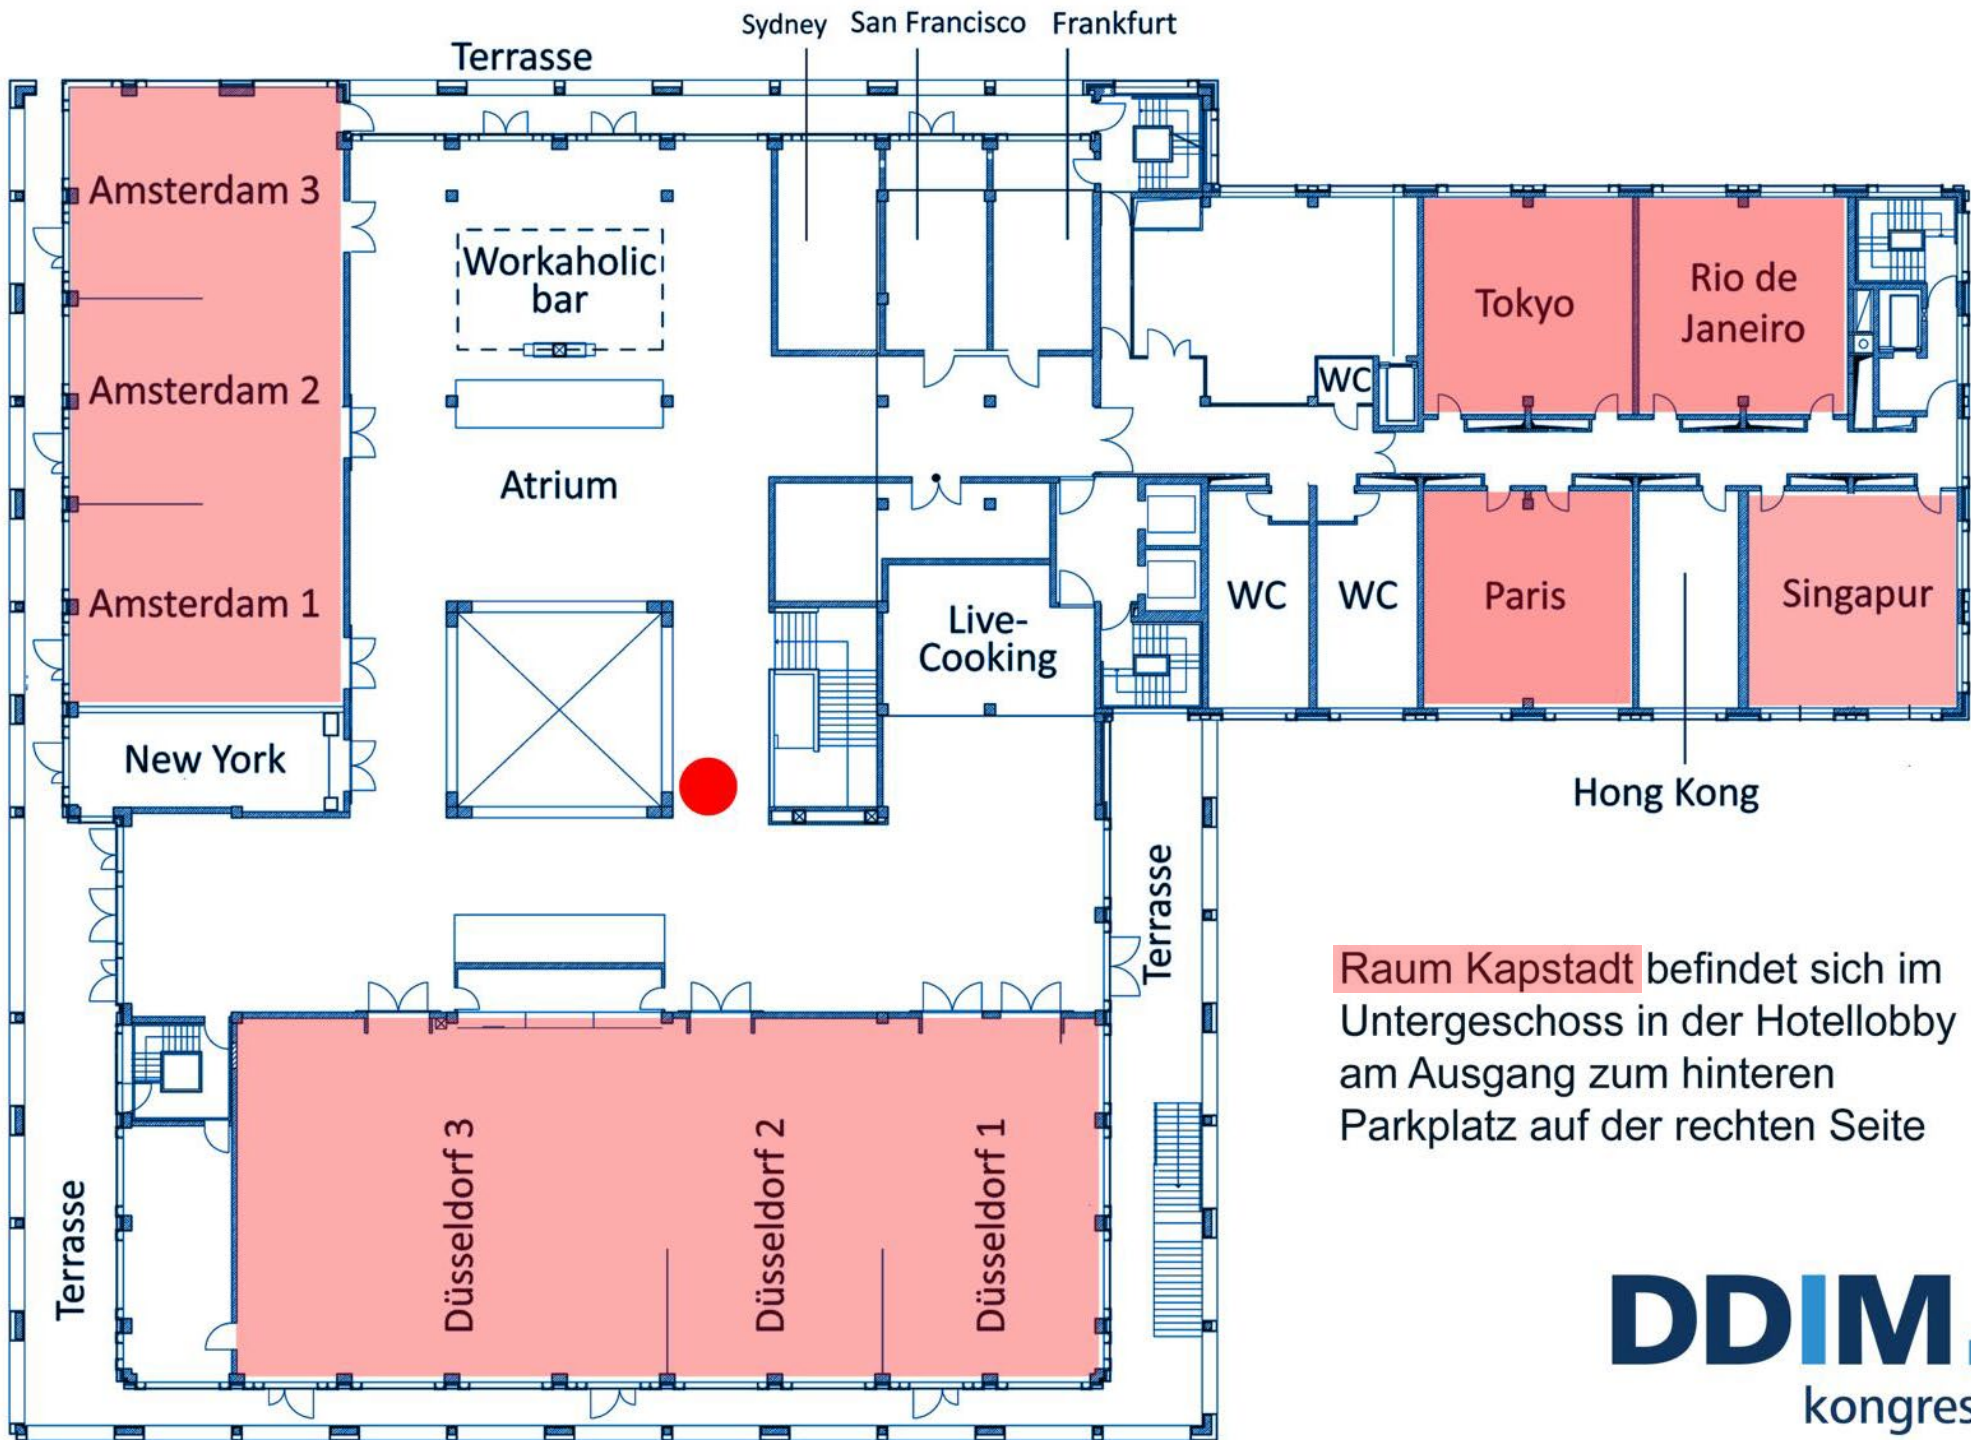 Sydney
San Francisco
Frankfurt
Terrasse
Amsterdam 3
Workaholic
bar
Tokyo
Rio de
Janeiro
WC
Amsterdam 2
Atrium
Amsterdam 1
Live-
Cooking
WC
WC
Paris
Singapur
New York
Hong Kong
Terrasse
Raum Kapstadt befindet sich im
Untergeschoss in der Hotellobby
am Ausgang zum hinteren
Parkplatz auf der rechten Seite
Terrasse
Düsseldorf 3
Düsseldorf 2
Düsseldorf 1
DDIM.
kongres